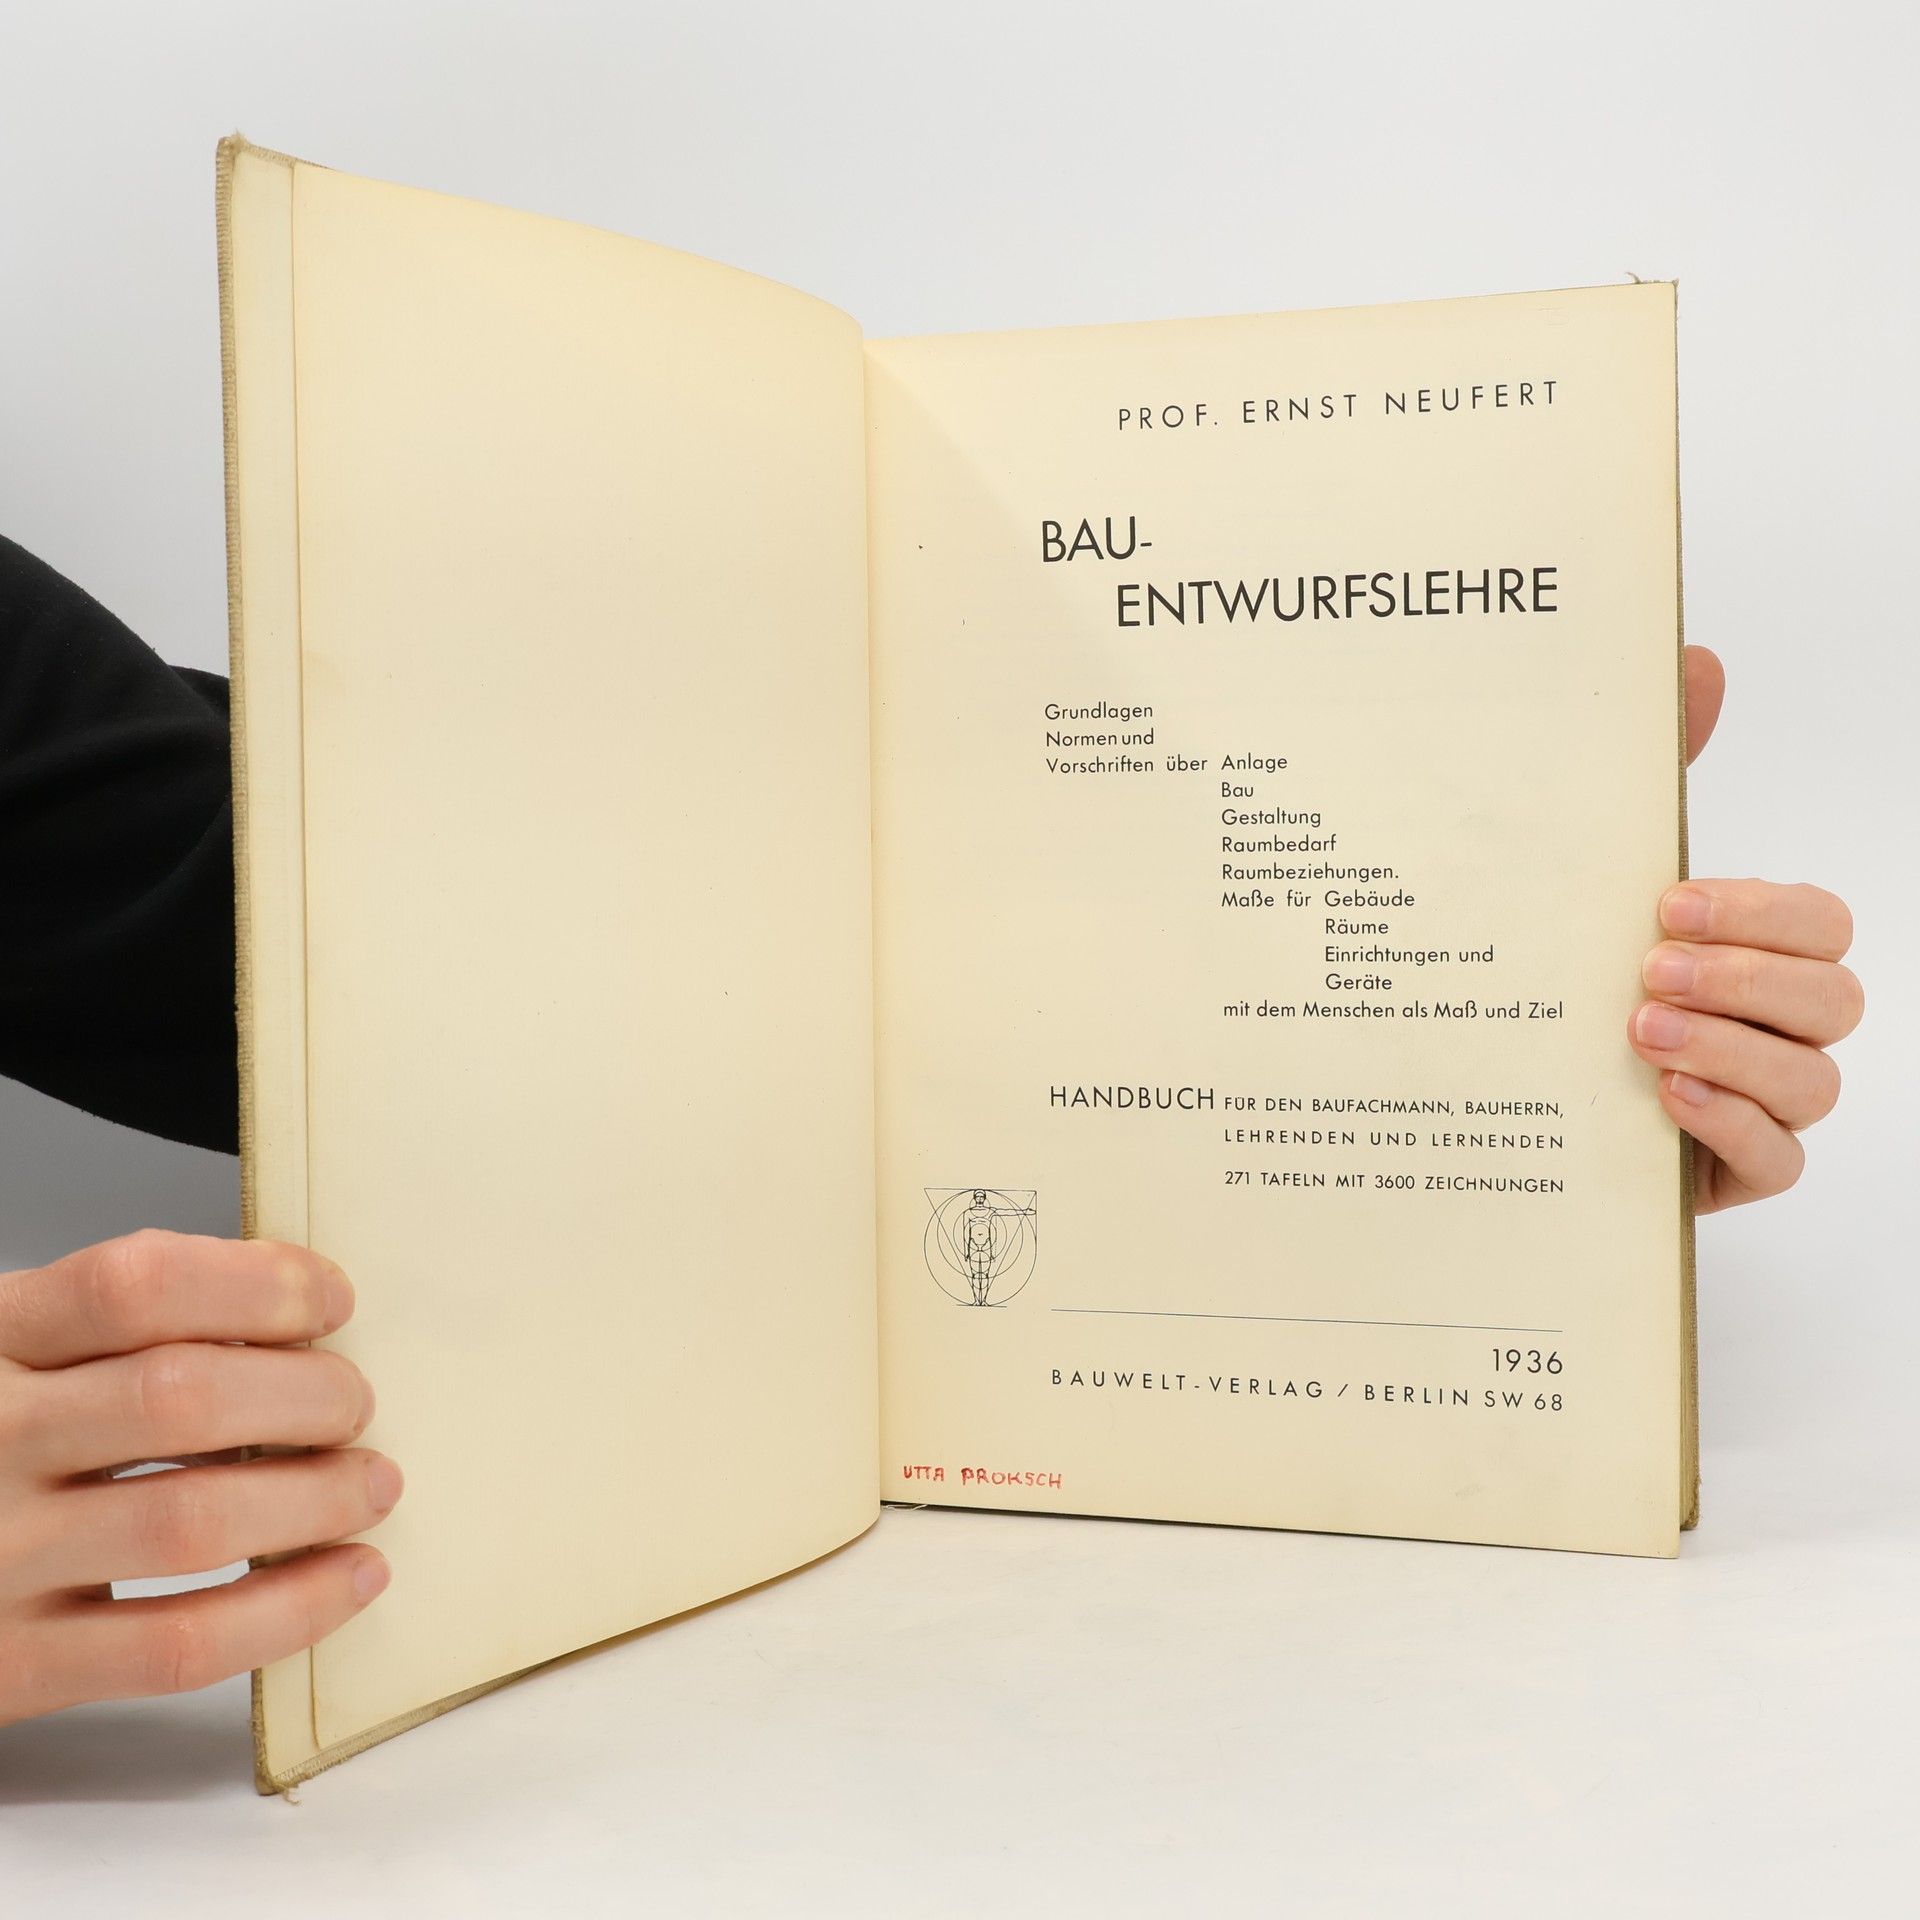 PROF. ERNST NEUFERT
BAU-
ENTWURFSLEHRE
Grundlagen
Normen und
Vorschriften über Anlage
Bau
Gestaltung
Raumbedarf
Raumbeziehungen.
Maße für Gebäude
Räume
Einrichtungen und
Geräte
mit dem Menschen als Maß und Ziel
HANDBUCH FÜR DEN BAUFACHMANN, BAUHERRN,
LEHRENDEN UND LERNENDEN
271 TAFELN MIT 3600 ZEICHNUNGEN
1936
BAUWELT-VERLAG / BERLIN SW 68
UTTA PROKSCH